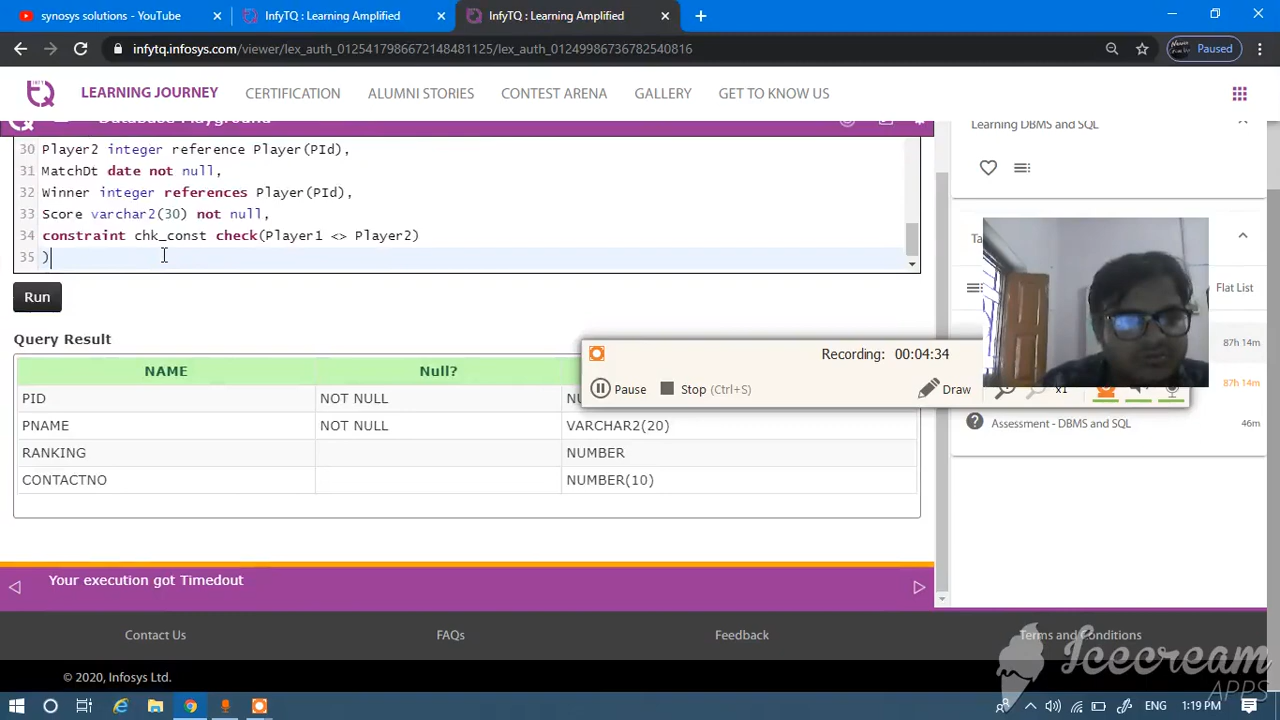 synosys solutions - YouTube
InfyTQ : Learning Amplified
InfyTQ : Learning Amplified
infytq.infosys.com/viewer/lex_auth_012541798667214848​1125/lex_auth_01249986736782540816
Paused
LEARNING JOURNEY CERTIFICATION ALUMNI STORIES CONTEST ARENA GALLERY GET TO KNOW US
Database Playground
Learning DBMS and SQL
30 Player2 integer reference Player(PId),
31 MatchDt date not null,
32 Winner integer references Player(PId),
33 Score varchar2(30) not null,
34 constraint chk_const check(Player1 <> Player2)
35 )
Flat List
Run
Query Result
87h 14m
Recording: 00:04:34
NAME Null?
Pause Stop (Ctrl+S) Draw x1
87h 14m
PID NOT NULL
PNAME NOT NULL VARCHAR2(20)
Assessment - DBMS and SQL 46m
RANKING NUMBER
CONTACTNO NUMBER(10)
Your execution got Timedout
Contact Us FAQs Feedback Terms and Conditions
© 2020, Infosys Ltd.
Icecream
APPS
ENG 1:19 PM